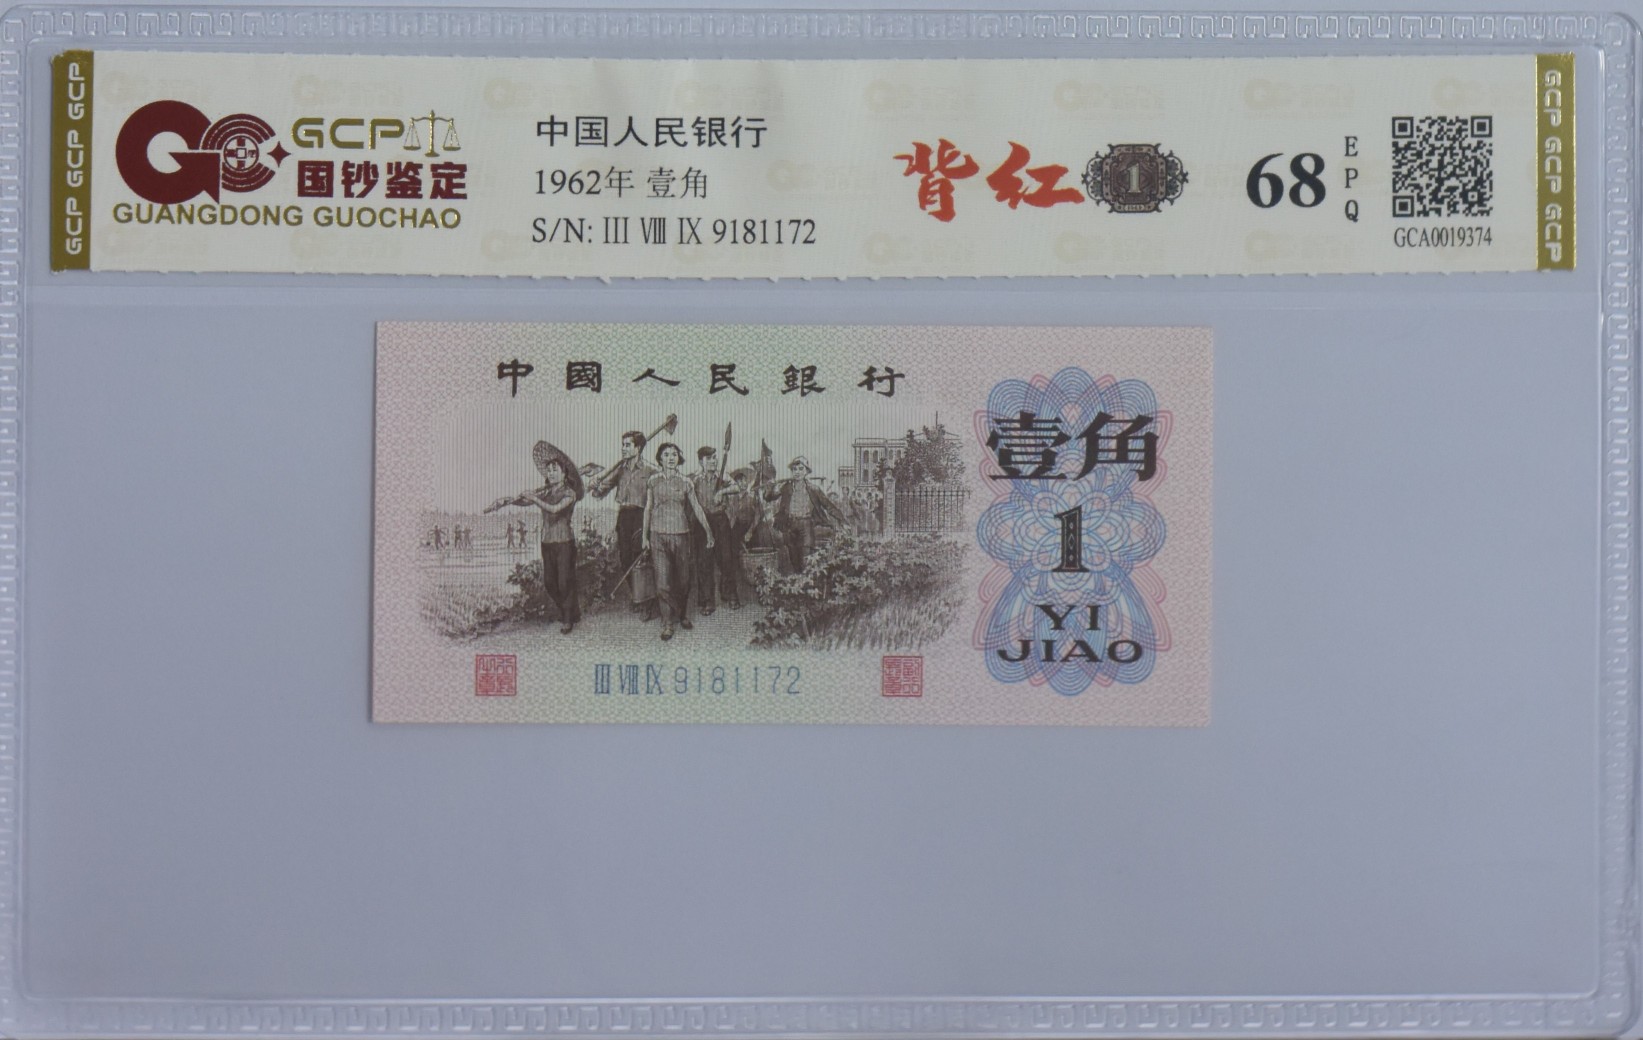 GCP GCP GCP
GCP
国钞鉴定
GUANGDONG GUOCHAO
中国人民银行
1962年 壹角
S/N: III VIII IX 9181172
背红
1
68
EPQ
GCA0019374
GCP GCP GCP
中國人民銀行
壹角
1
YI
JIAO
III VIII IX 9181172